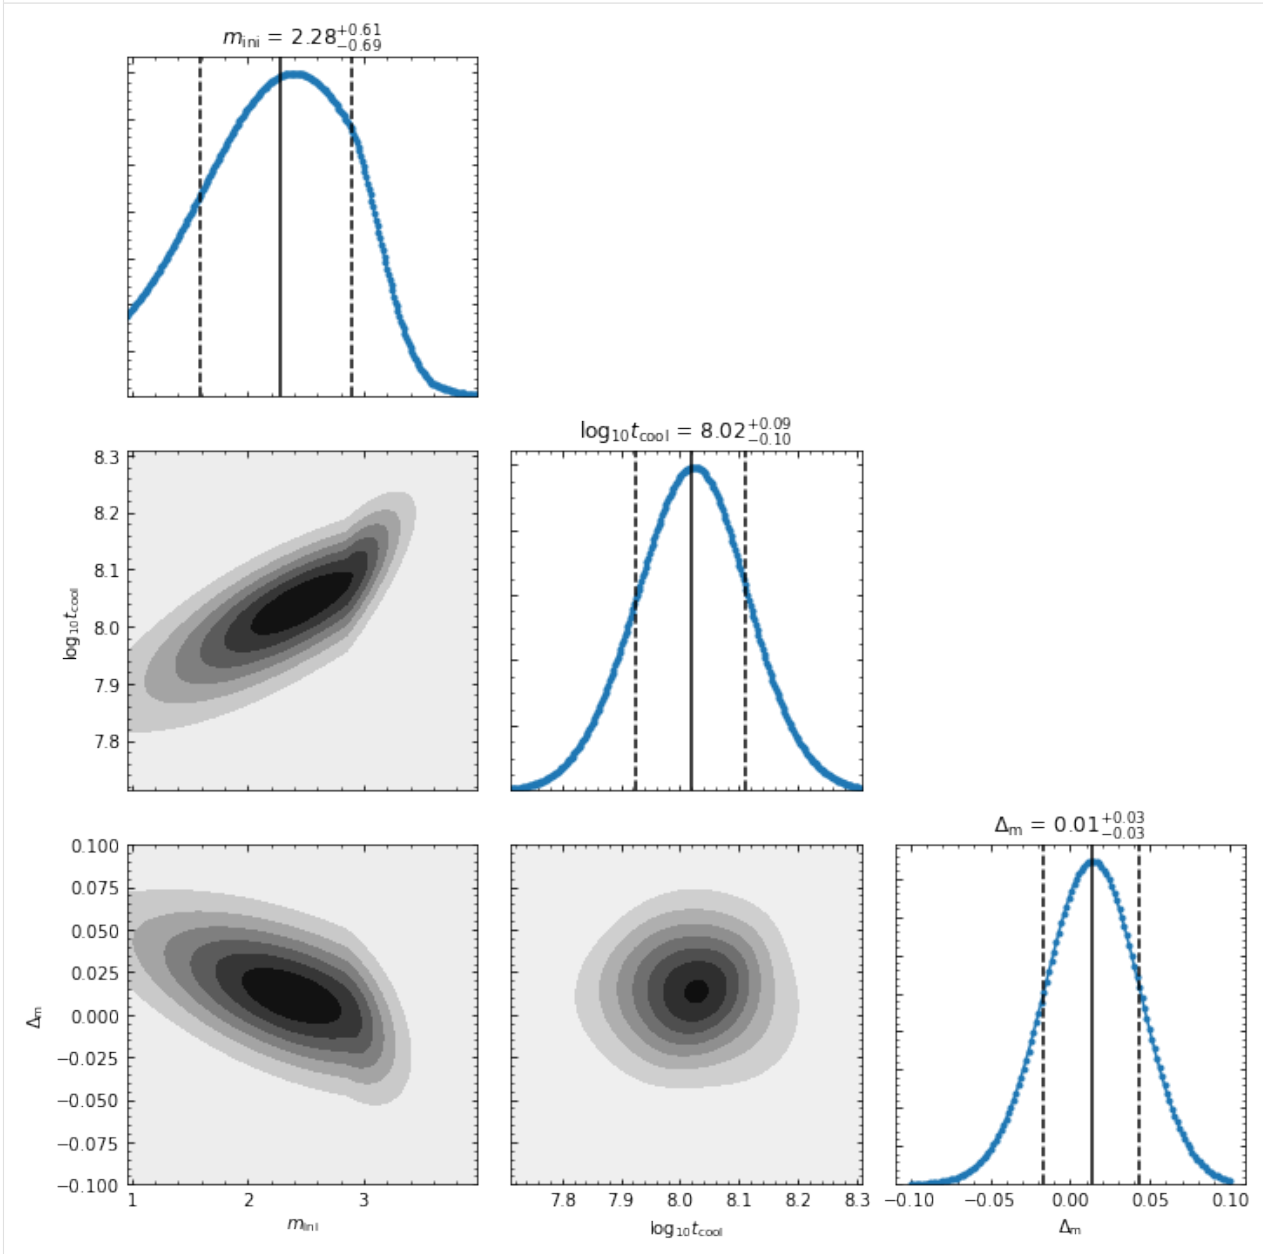 m_ini = 2.28^{+0.61}_{-0.69}
log₁₀ t_cool = 8.02^{+0.09}_{-0.10}
8.3
8.2
8.1
8.0
7.9
7.8
log₁₀ t_cool
Δ_m = 0.01^{+0.03}_{-0.03}
0.100
0.075
0.050
0.025
0.000
−0.025
−0.050
−0.075
−0.100
Δ_m
1 2 3
m_ini
7.8 7.9 8.0 8.1 8.2 8.3
log₁₀ t_cool
−0.10 −0.05 0.00 0.05 0.10
Δ_m